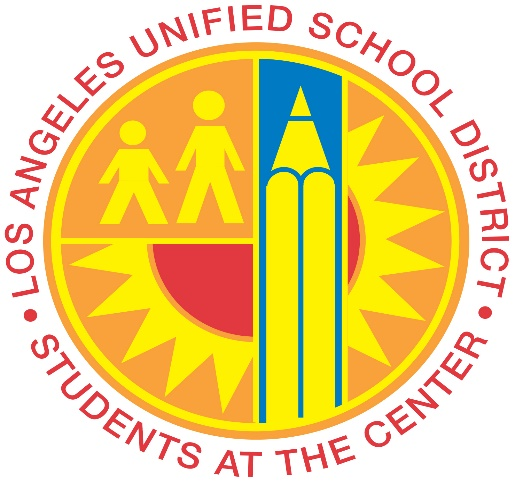 LOS ANGELES UNIFIED SCHOOL DISTRICT
• STUDENTS AT THE CENTER •